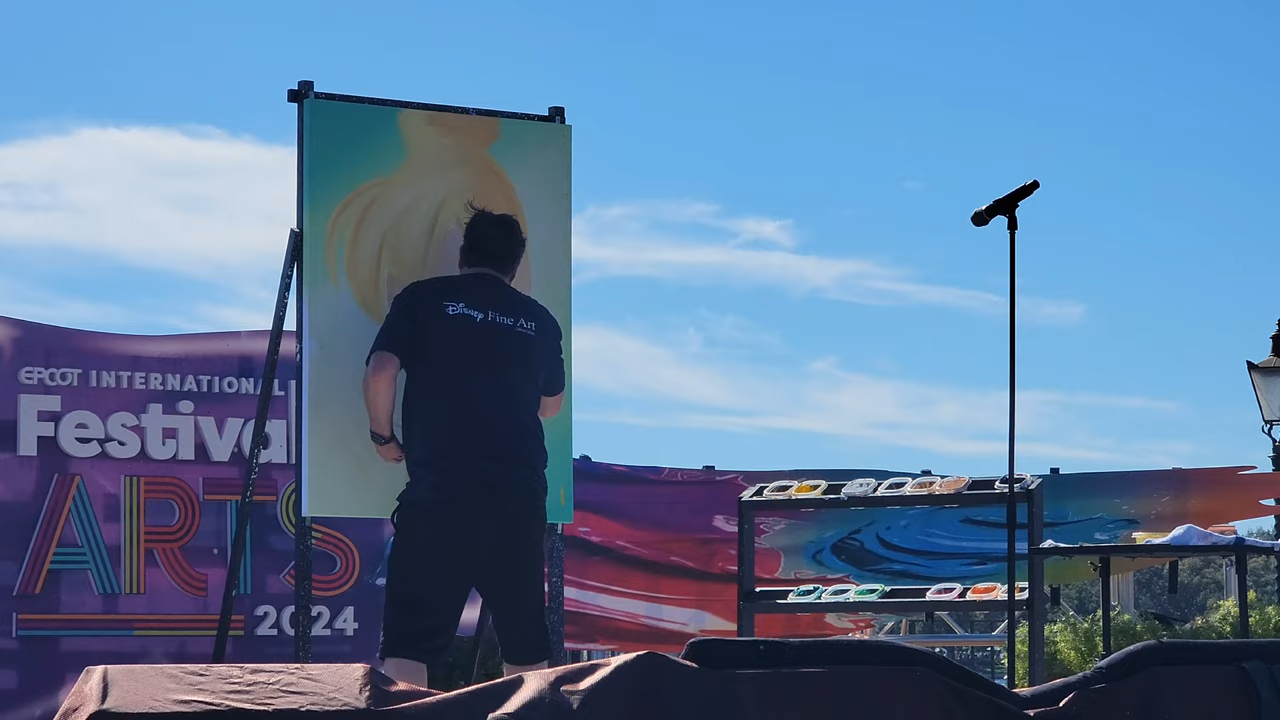 Disney Fine Art
EPCOT INTERNATIONAL
Festival
ARTS
2024